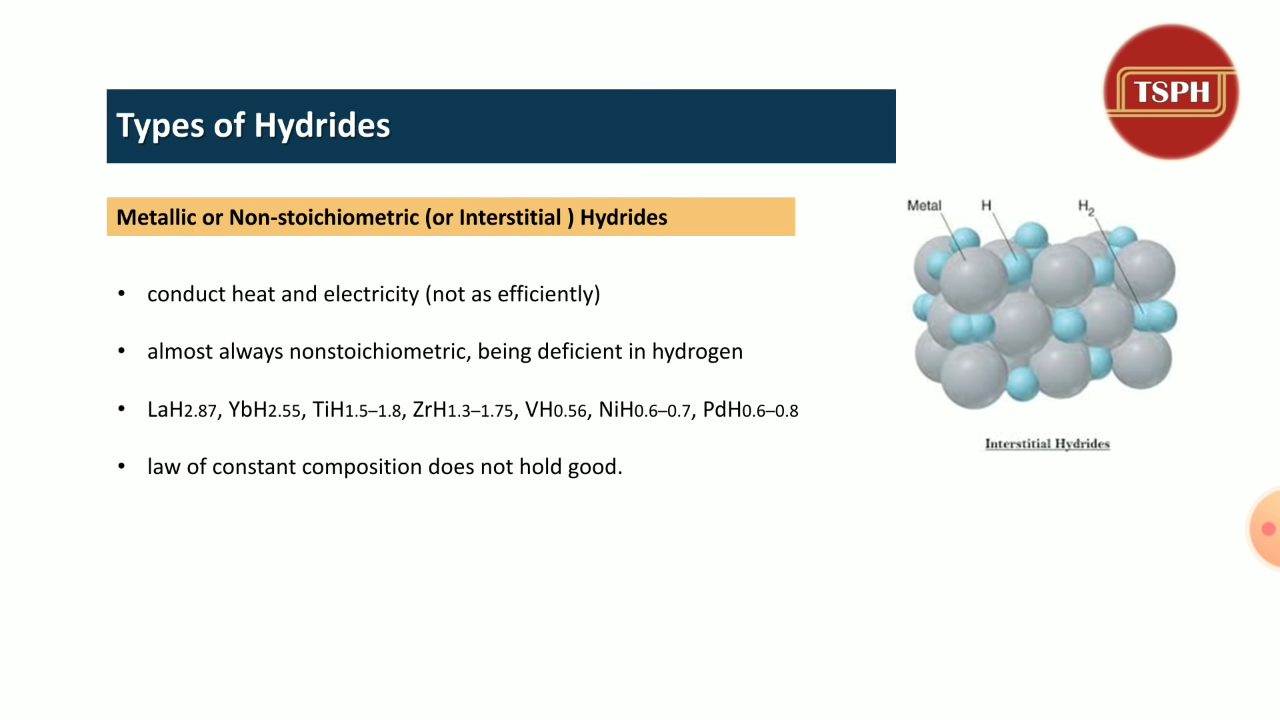 TSPH
Types of Hydrides
Metallic or Non-stoichiometric (or Interstitial ) Hydrides
Metal H H2
• conduct heat and electricity (not as efficiently)
• almost always nonstoichiometric, being deficient in hydrogen
• LaH2.87, YbH2.55, TiH1.5–1.8, ZrH1.3–1.75, VH0.56, NiH0.6–0.7, PdH0.6–0.8
Interstitial Hydrides
• law of constant composition does not hold good.